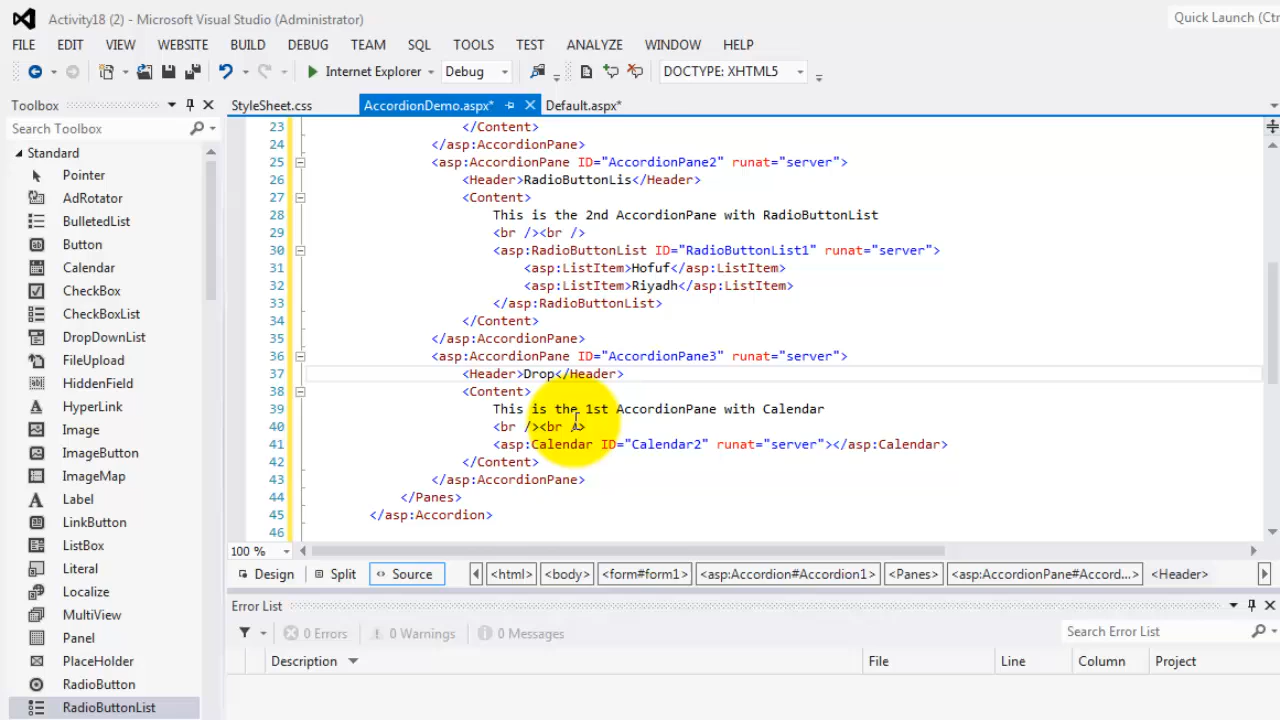 Activity18 (2) - Microsoft Visual Studio (Administrator)
Quick Launch (Ctr
FILE EDIT VIEW WEBSITE BUILD DEBUG TEAM SQL TOOLS TEST ANALYZE WINDOW HELP
Internet Explorer Debug DOCTYPE: XHTML5
Toolbox
StyleSheet.css AccordionDemo.aspx* Default.aspx*
Search Toolbox
Standard
Pointer
AdRotator
BulletedList
Button
Calendar
CheckBox
CheckBoxList
DropDownList
FileUpload
HiddenField
HyperLink
Image
ImageButton
ImageMap
Label
LinkButton
ListBox
Literal
Localize
MultiView
Panel
PlaceHolder
RadioButton
RadioButtonList
23 </Content>
24 </asp:AccordionPane>
25 <asp:AccordionPane ID="AccordionPane2" runat="server">
26 <Header>RadioButtonLis</Header>
27 <Content>
28 This is the 2nd AccordionPane with RadioButtonList
29 <br /><br />
30 <asp:RadioButtonList ID="RadioButtonList1" runat="server">
31 <asp:ListItem>Hofuf</asp:ListItem>
32 <asp:ListItem>Riyadh</asp:ListItem>
33 </asp:RadioButtonList>
34 </Content>
35 </asp:AccordionPane>
36 <asp:AccordionPane ID="AccordionPane3" runat="server">
37 <Header>Drop</Header>
38 <Content>
39 This is the 1st AccordionPane with Calendar
40 <br /><br />
41 <asp:Calendar ID="Calendar2" runat="server"></asp:Calendar>
42 </Content>
43 </asp:AccordionPane>
44 </Panes>
45 </asp:Accordion>
46
100 %
Design Split Source <html> <body> <form#form1> <asp:Accordion#Accordion1> <Panes> <asp:AccordionPane#Accord...> <Header>
Error List
0 Errors 0 Warnings 0 Messages Search Error List
Description File Line Column Project